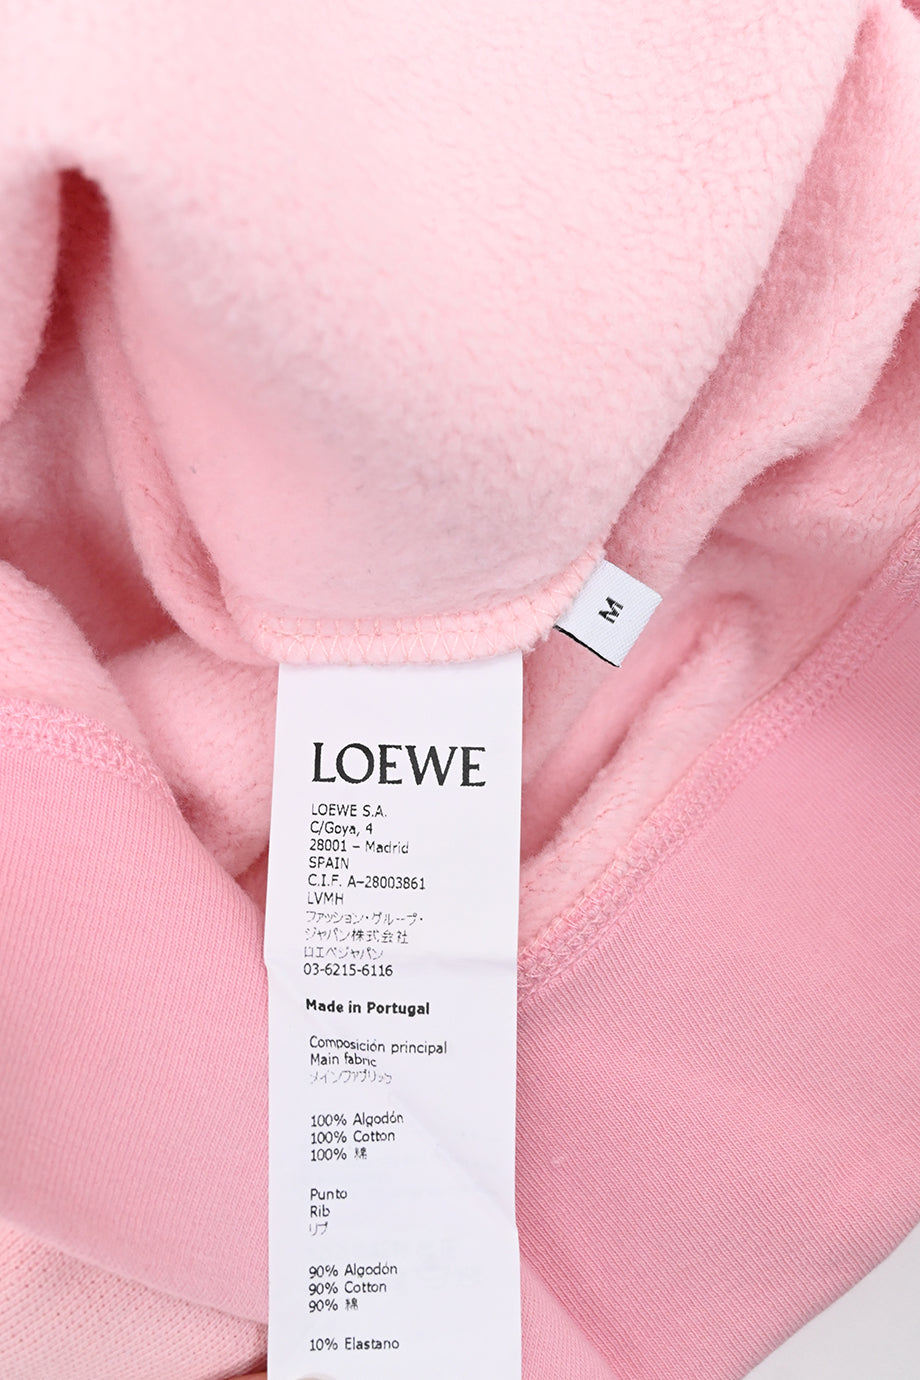 M
LOEWE
LOEWE S.A.
C/Goya, 4
28001 – Madrid
SPAIN
C.I.F. A–28003861
LVMH
ファッション・グループ・
ジャパン株式会社
ロエベジャパン
03-6215-6116
Made in Portugal
Composición principal
Main fabric
メインファブリック
100% Algodón
100% Cotton
100% 綿
Punto
Rib
リブ
90% Algodón
90% Cotton
90% 綿
10% Elastano